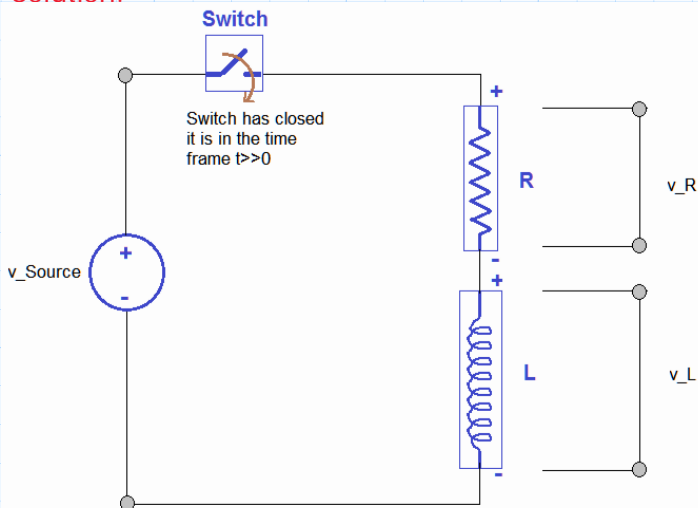 Switch
Switch has closed
it is in the time
frame t>>0
+
R
v_R
-
+
v_Source
+
-
L
v_L
-